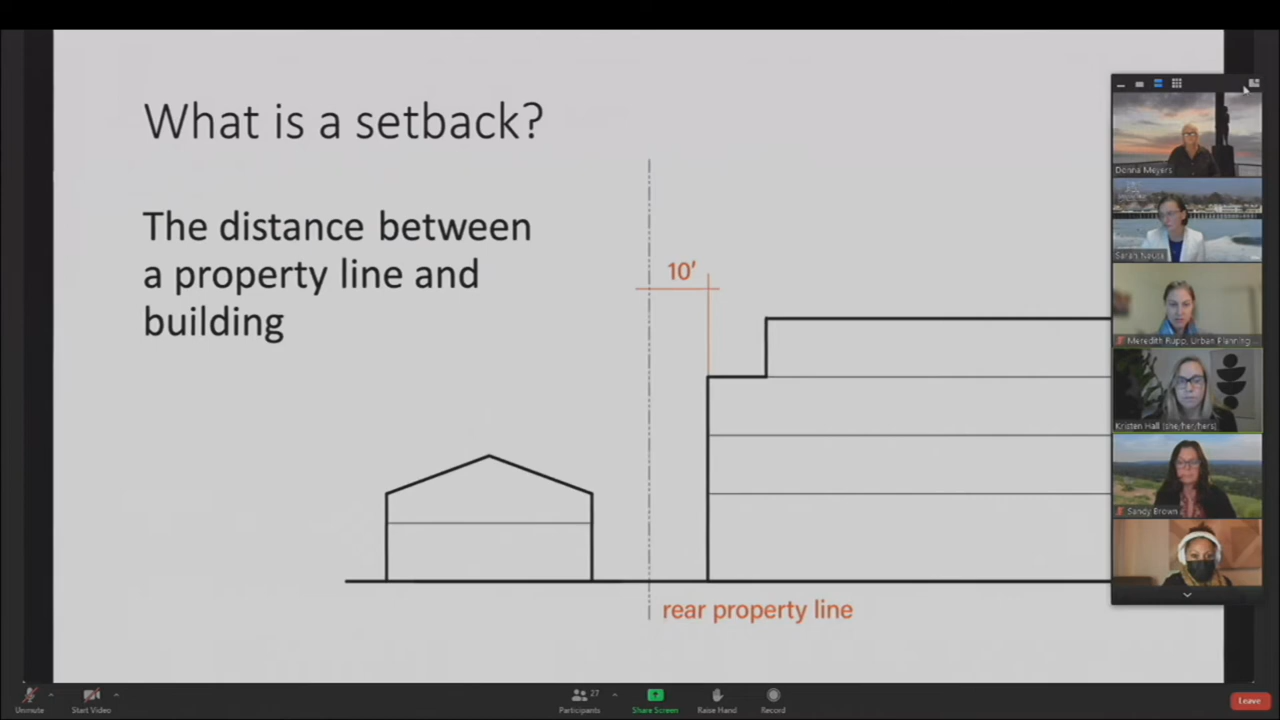 What is a setback?
The distance between
a property line and
building
10'
rear property line
Donna Meyers
Sarah Nauta
Meredith Rupp, Urban Planning
Kristen Hall (she/her/hers)
Sandy Brown
Unmute
Start Video
27
Participants
Share Screen
Raise Hand
Record
Leave